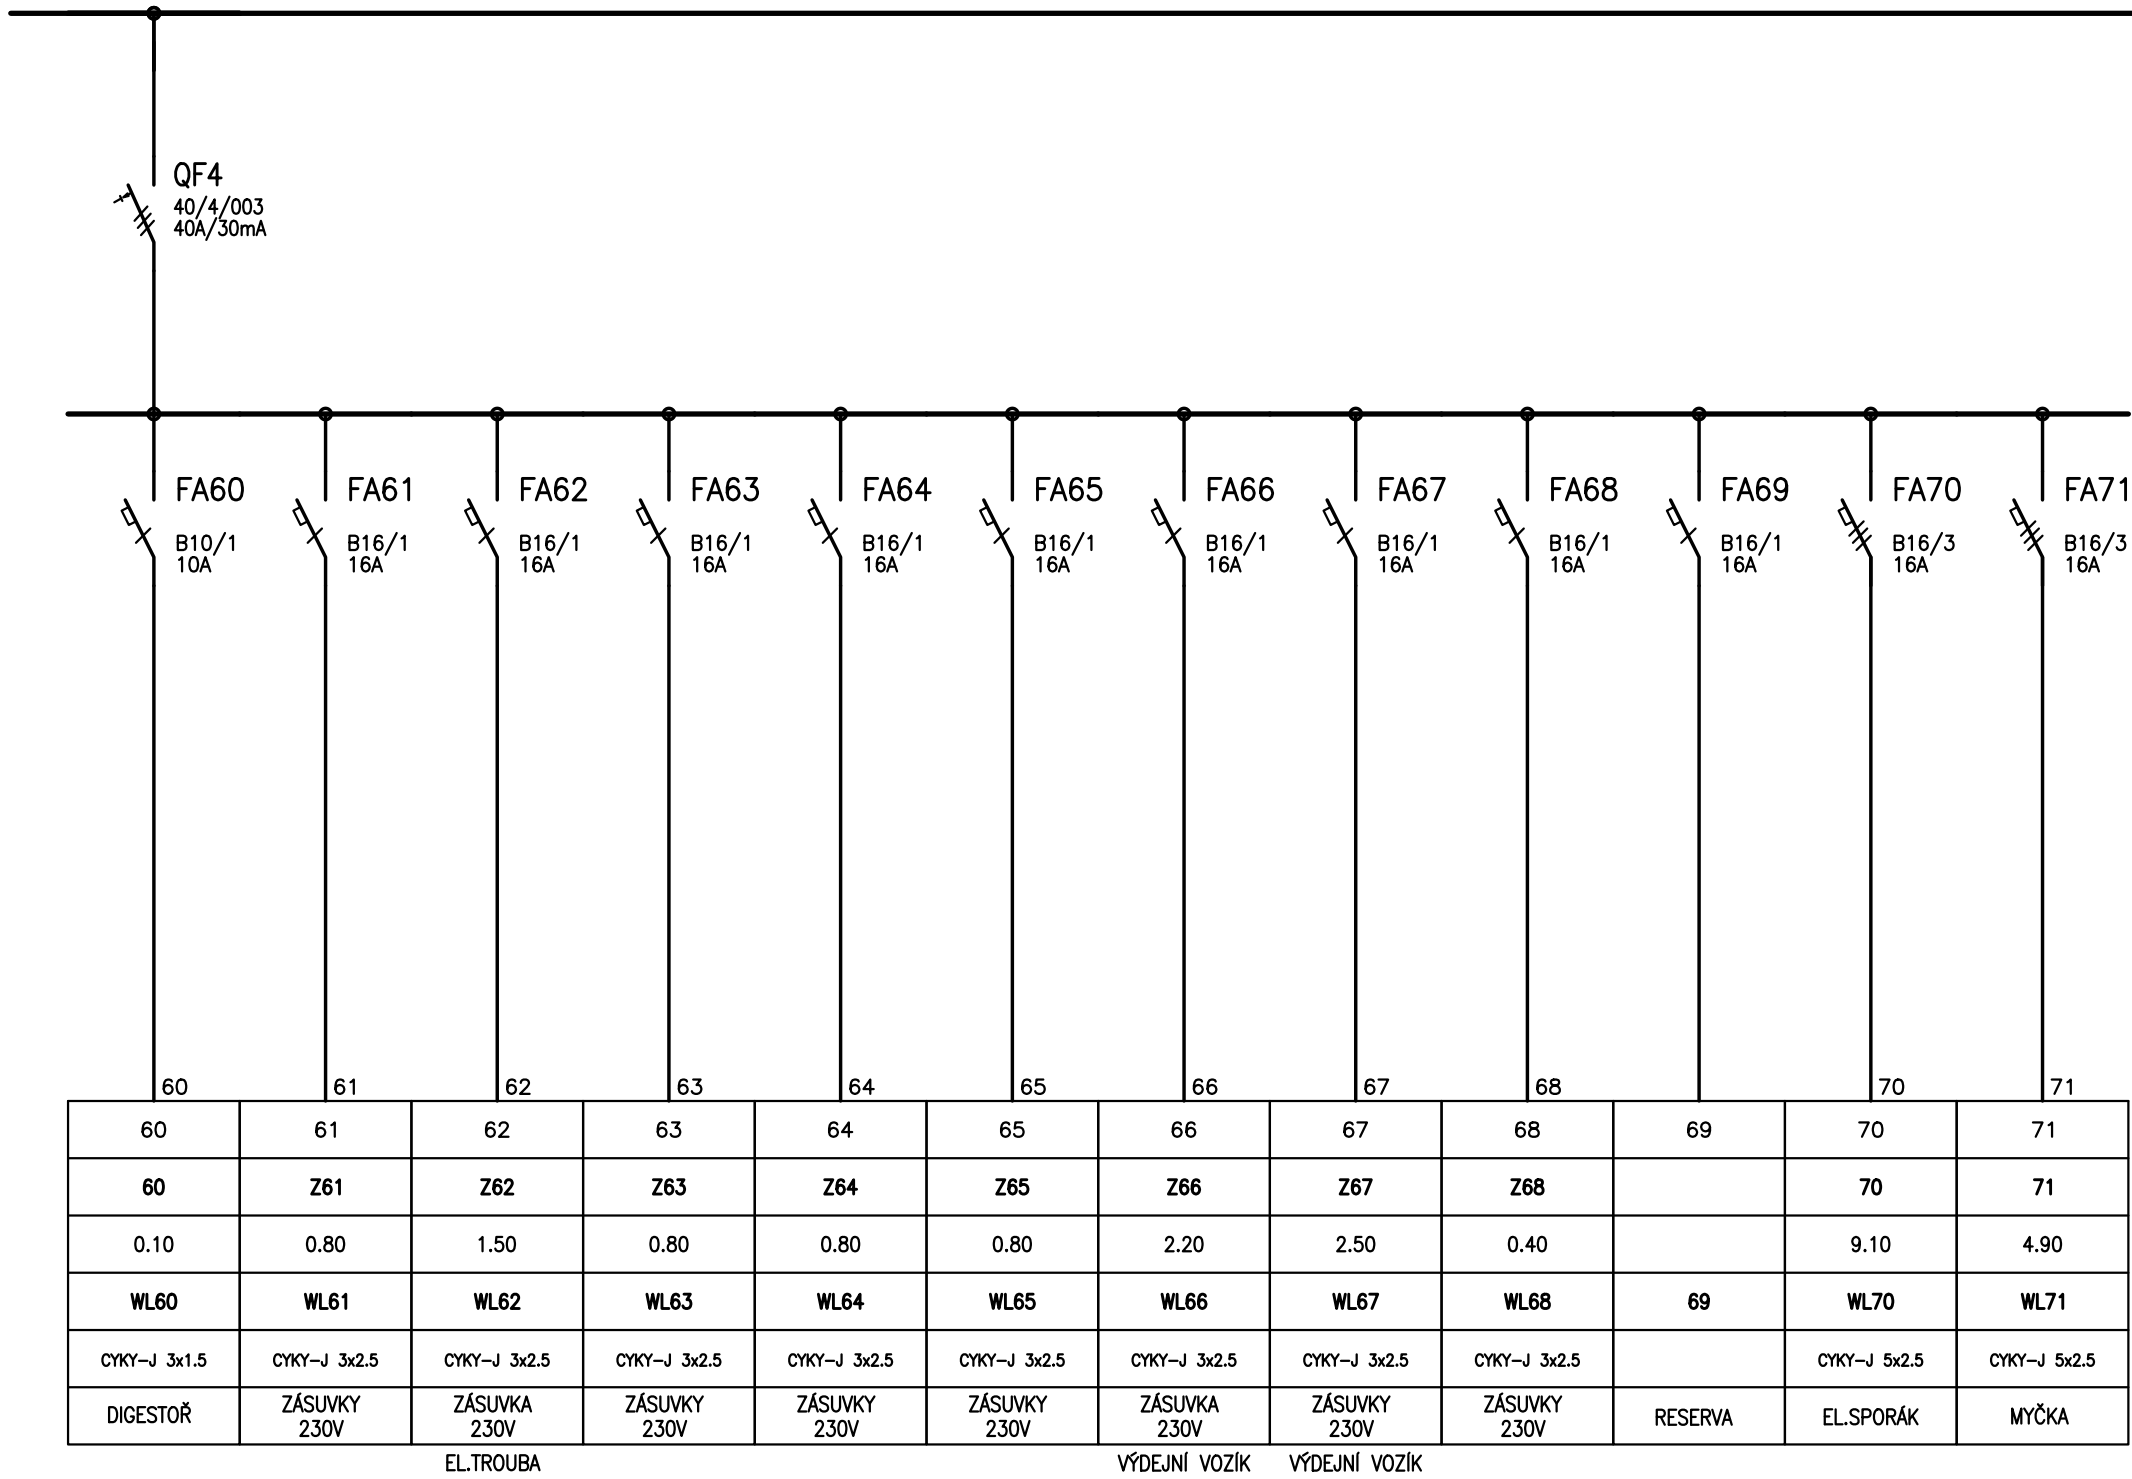 QF4
40/4/003
40A/30mA
FA60 FA61 FA62 FA63 FA64 FA65 FA66 FA67 FA68 FA69 FA70 FA71
B10/1 B16/1 B16/1 B16/1 B16/1 B16/1 B16/1 B16/1 B16/1 B16/1 B16/3 B16/3
10A 16A 16A 16A 16A 16A 16A 16A 16A 16A 16A 16A
60 61 62 63 64 65 66 67 68 70 71
60 61 62 63 64 65 66 67 68 69 70 71
60 Z61 Z62 Z63 Z64 Z65 Z66 Z67 Z68 70 71
0.10 0.80 1.50 0.80 0.80 0.80 2.20 2.50 0.40 9.10 4.90
WL60 WL61 WL62 WL63 WL64 WL65 WL66 WL67 WL68 69 WL70 WL71
CYKY-J 3x1.5 CYKY-J 3x2.5 CYKY-J 3x2.5 CYKY-J 3x2.5 CYKY-J 3x2.5 CYKY-J 3x2.5 CYKY-J 3x2.5 CYKY-J 3x2.5 CYKY-J 3x2.5 CYKY-J 5x2.5 CYKY-J 5x2.5
DIGESTOŘ ZÁSUVKY ZÁSUVKA ZÁSUVKY ZÁSUVKY ZÁSUVKY ZÁSUVKA ZÁSUVKY ZÁSUVKY RESERVA EL.SPORÁK MYČKA
230V 230V 230V 230V 230V 230V 230V 230V
EL.TROUBA VÝDEJNÍ VOZÍK VÝDEJNÍ VOZÍK